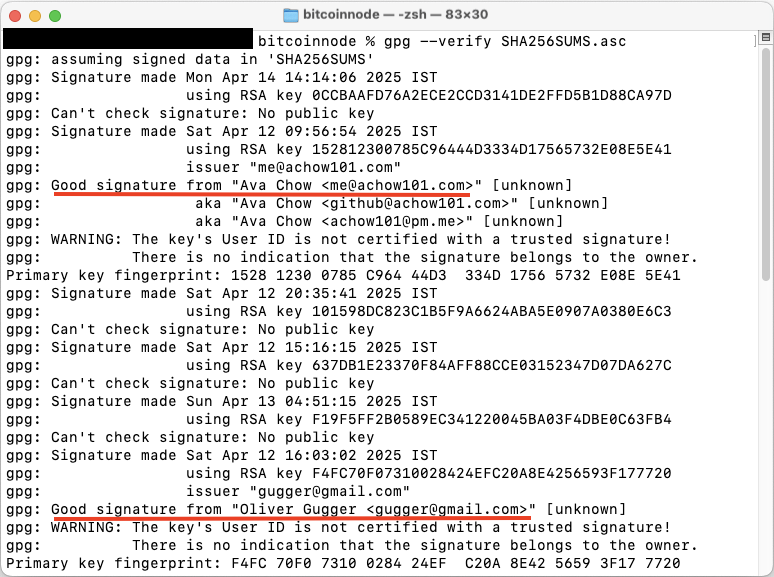 bitcoinnode — -zsh — 83×30
bitcoinnode % gpg --verify SHA256SUMS.asc
gpg: assuming signed data in 'SHA256SUMS'
gpg: Signature made Mon Apr 14 14:14:06 2025 IST
gpg:                using RSA key 0CCBAAFD76A2ECE2CCD3141DE2FFD5B1D88CA97D
gpg: Can't check signature: No public key
gpg: Signature made Sat Apr 12 09:56:54 2025 IST
gpg:                using RSA key 152812300785C96444D3334D17565732E08E5E41
gpg:                issuer "me@achow101.com"
gpg: Good signature from "Ava Chow <me@achow101.com>" [unknown]
gpg:                 aka "Ava Chow <github@achow101.com>" [unknown]
gpg:                 aka "Ava Chow <achow101@pm.me>" [unknown]
gpg: WARNING: The key's User ID is not certified with a trusted signature!
gpg:          There is no indication that the signature belongs to the owner.
Primary key fingerprint: 1528 1230 0785 C964 44D3  334D 1756 5732 E08E 5E41
gpg: Signature made Sat Apr 12 20:35:41 2025 IST
gpg:                using RSA key 101598DC823C1B5F9A6624ABA5E0907A0380E6C3
gpg: Can't check signature: No public key
gpg: Signature made Sat Apr 12 15:16:15 2025 IST
gpg:                using RSA key 637DB1E23370F84AFF88CCE03152347D07DA627C
gpg: Can't check signature: No public key
gpg: Signature made Sun Apr 13 04:51:15 2025 IST
gpg:                using RSA key F19F5FF2B0589EC341220045BA03F4DBE0C63FB4
gpg: Can't check signature: No public key
gpg: Signature made Sat Apr 12 16:03:02 2025 IST
gpg:                using RSA key F4FC70F07310028424EFC20A8E4256593F177720
gpg:                issuer "gugger@gmail.com"
gpg: Good signature from "Oliver Gugger <gugger@gmail.com>" [unknown]
gpg: WARNING: The key's User ID is not certified with a trusted signature!
gpg:          There is no indication that the signature belongs to the owner.
Primary key fingerprint: F4FC 70F0 7310 0284 24EF  C20A 8E42 5659 3F17 7720